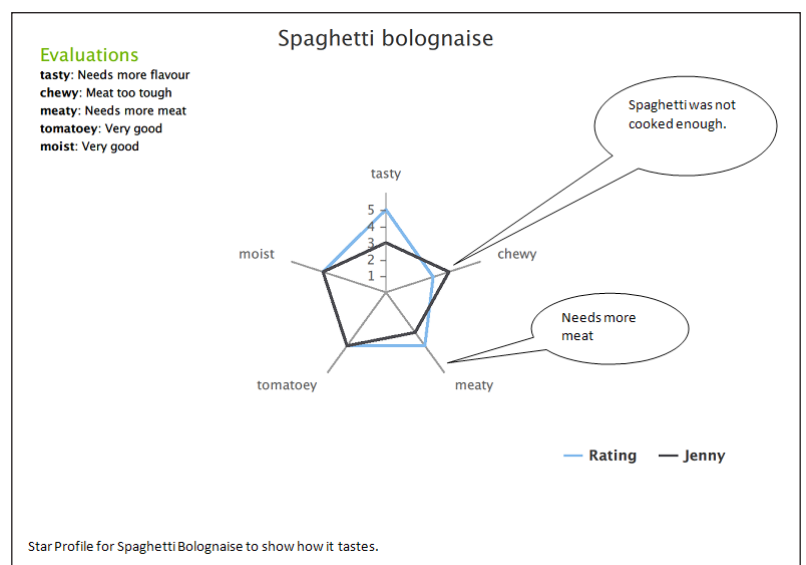 Spaghetti bolognaise
Evaluations
tasty: Needs more flavour
chewy: Meat too tough
meaty: Needs more meat
tomatoey: Very good
moist: Very good
Spaghetti was not
cooked enough.
tasty
5
4
3
2
1
moist
chewy
Needs more
meat
tomatoey
meaty
Rating
Jenny
Star Profile for Spaghetti Bolognaise to show how it tastes.